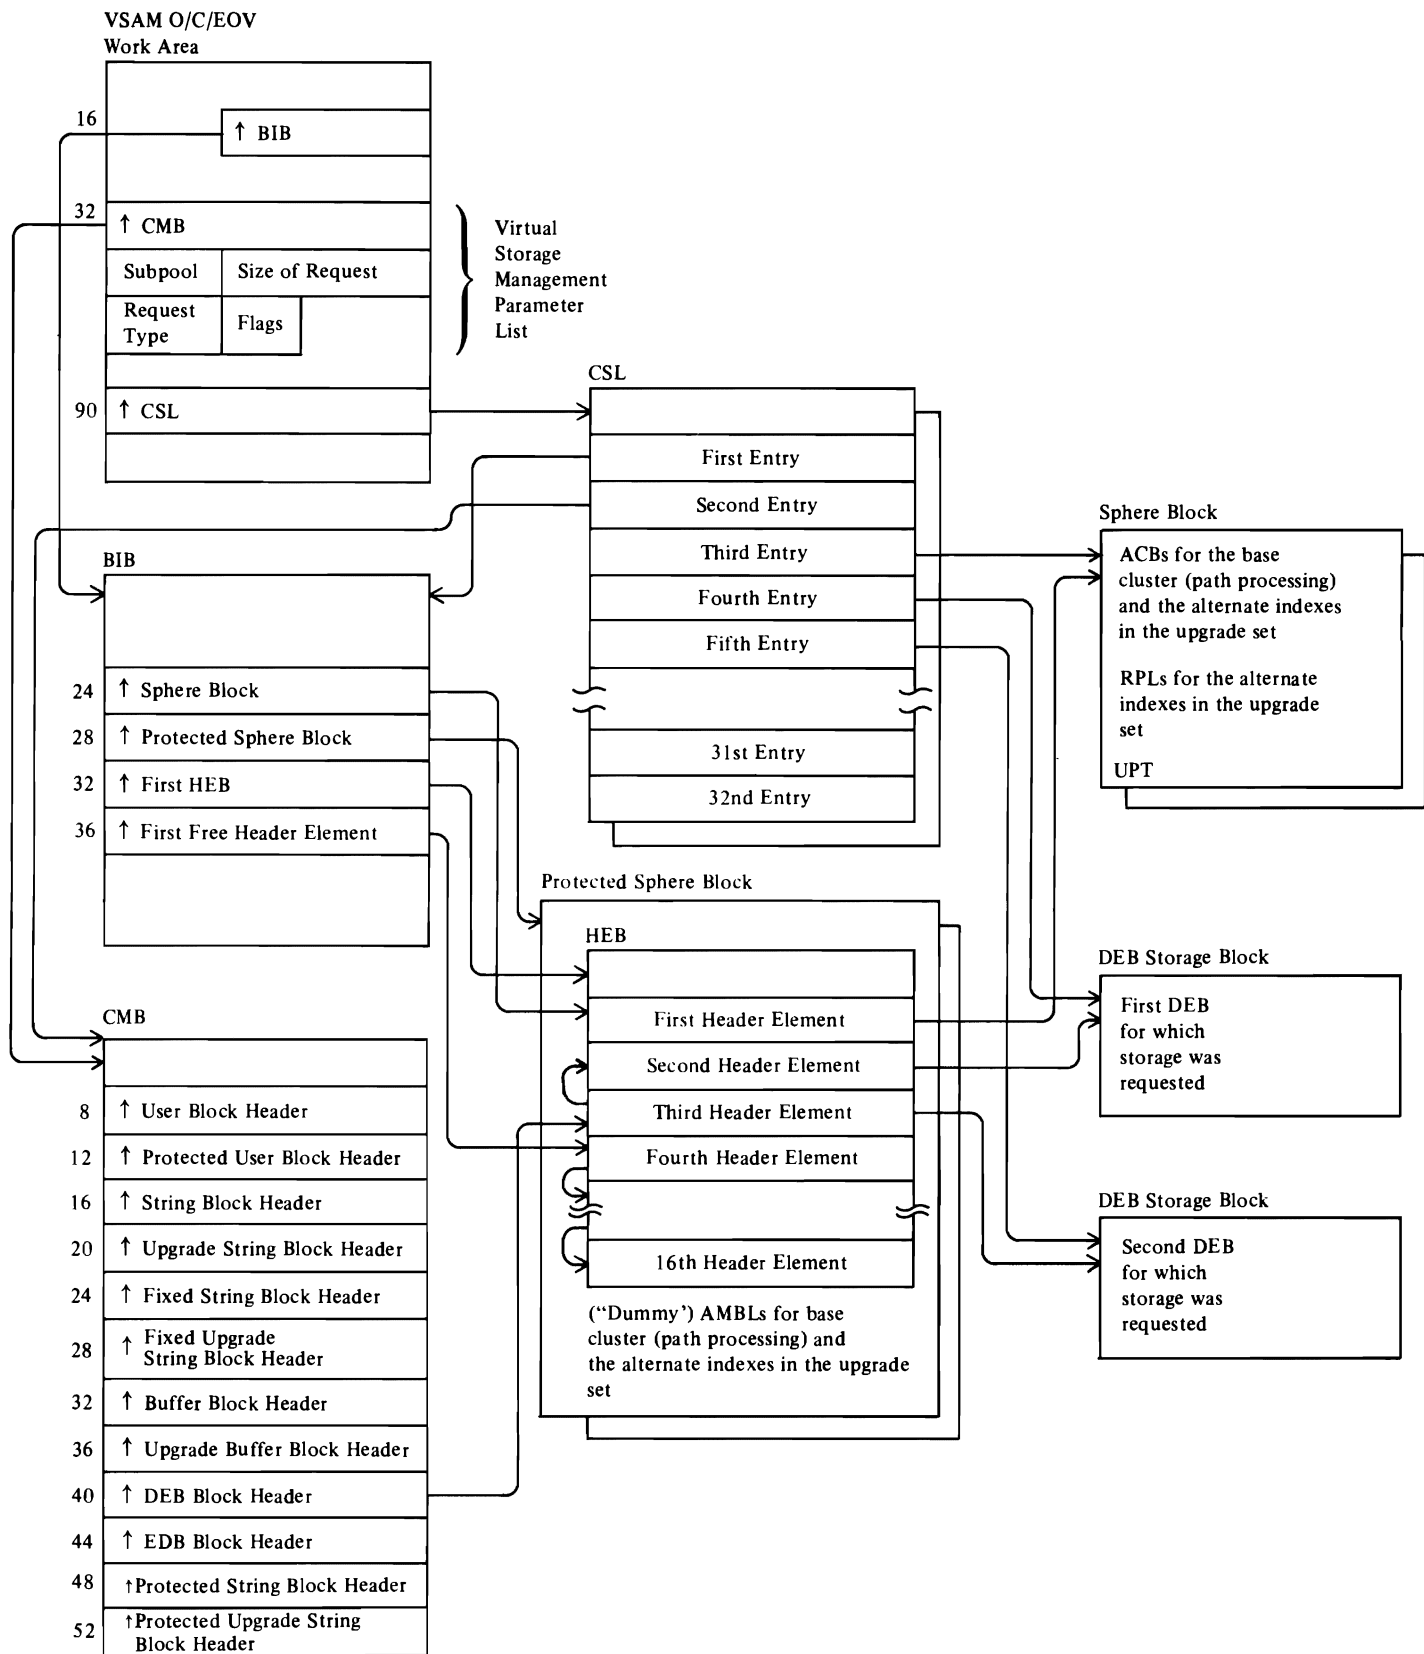 VSAM O/C/EOV
Work Area
16
↑ BIB
32
↑ CMB
Subpool
Size of Request
Request
Type
Flags
Virtual
Storage
Management
Parameter
List
90
↑ CSL
CSL
First Entry
Second Entry
Third Entry
Fourth Entry
Fifth Entry
31st Entry
32nd Entry
Sphere Block
ACBs for the base
cluster (path processing)
and the alternate indexes
in the upgrade set
RPLs for the alternate
indexes in the upgrade
set
UPT
BIB
24
↑ Sphere Block
28
↑ Protected Sphere Block
32
↑ First HEB
36
↑ First Free Header Element
Protected Sphere Block
HEB
First Header Element
Second Header Element
Third Header Element
Fourth Header Element
16th Header Element
(“Dummy’) AMBLs for base
cluster (path processing) and
the alternate indexes in the upgrade
set
DEB Storage Block
First DEB
for which
storage was
requested
DEB Storage Block
Second DEB
for which
storage was
requested
CMB
8
↑ User Block Header
12
↑ Protected User Block Header
16
↑ String Block Header
20
↑ Upgrade String Block Header
24
↑ Fixed String Block Header
28
↑ Fixed Upgrade
String Block Header
32
↑ Buffer Block Header
36
↑ Upgrade Buffer Block Header
40
↑ DEB Block Header
44
↑ EDB Block Header
48
↑Protected String Block Header
52
↑Protected Upgrade String
Block Header